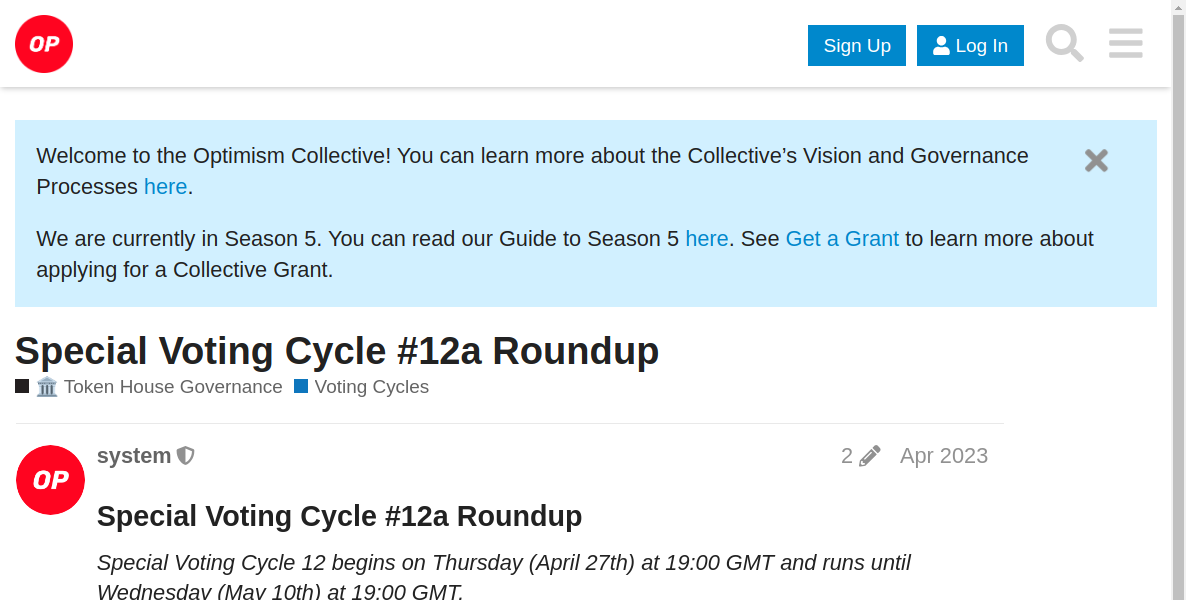 OP
Sign Up
Log In
Welcome to the Optimism Collective! You can learn more about the Collective’s Vision and Governance
Processes here.
We are currently in Season 5. You can read our Guide to Season 5 here. See Get a Grant to learn more about
applying for a Collective Grant.
Special Voting Cycle #12a Roundup
Token House Governance Voting Cycles
OP
system 2 Apr 2023
Special Voting Cycle #12a Roundup
Special Voting Cycle 12 begins on Thursday (April 27th) at 19:00 GMT and runs until
Wednesday (May 10th) at 19:00 GMT.